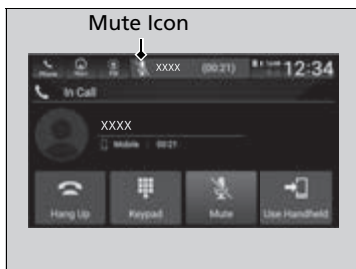 Mute Icon
Phone XXXX (00:21) 12:34
In Call
XXXX
Mobile 00:21
Hang Up Keypad Mute Use Handheld